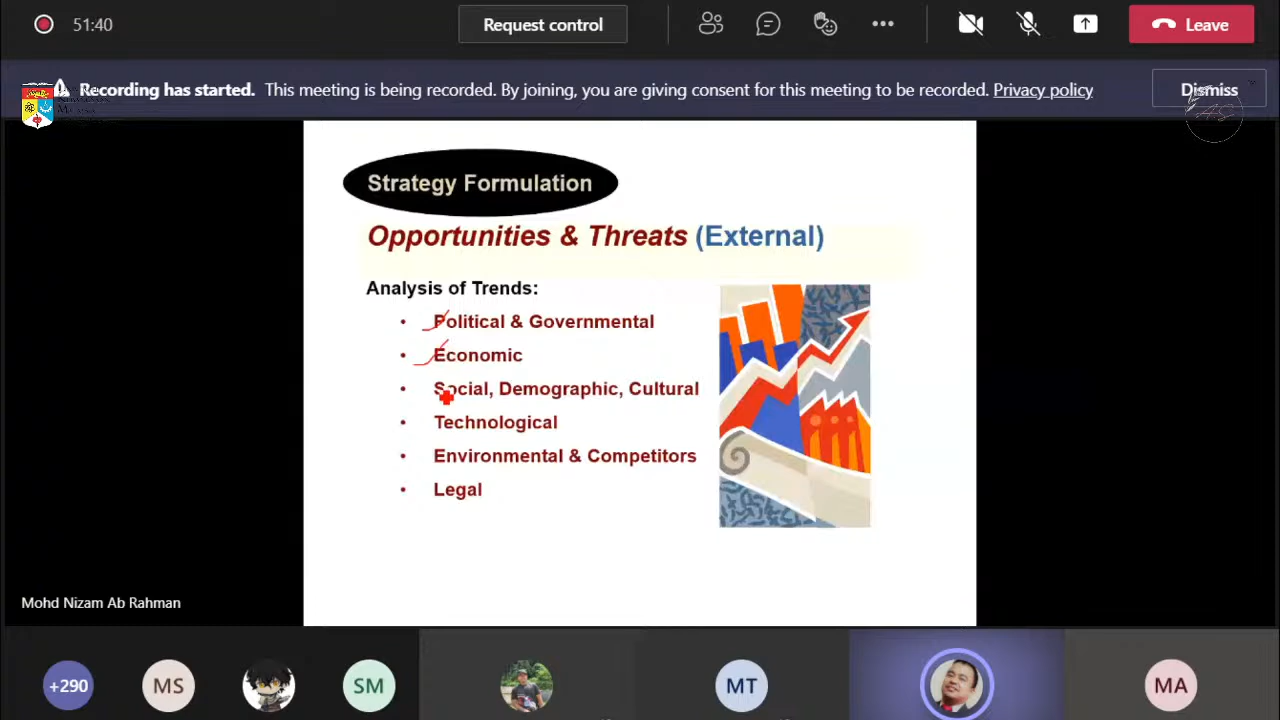 51:40
Request control
Leave
Recording has started. This meeting is being recorded. By joining, you are giving consent for this meeting to be recorded. Privacy policy
Dismiss
Strategy Formulation
Opportunities & Threats (External)
Analysis of Trends:
• Political & Governmental
• Economic
• Social, Demographic, Cultural
• Technological
• Environmental & Competitors
• Legal
Mohd Nizam Ab Rahman
+290
MS
SM
MT
MA